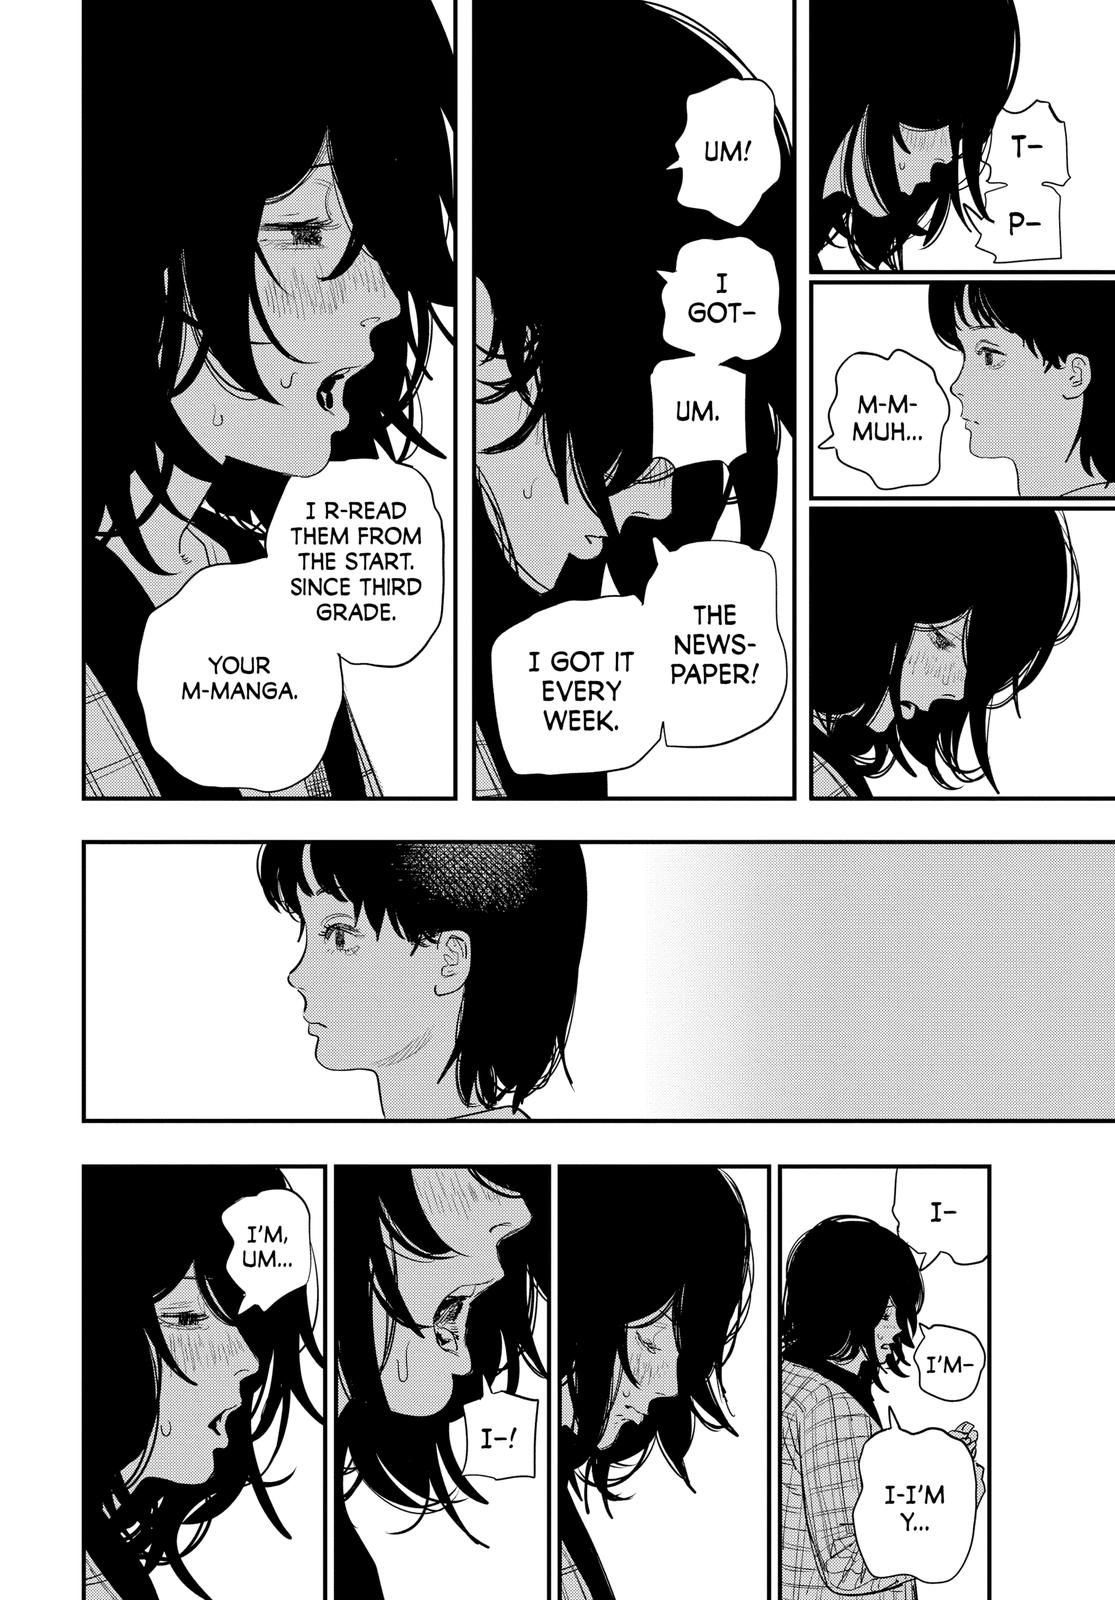 T–
P–
M-M-
MUH...
UM!
I
GOT–
UM.
THE
NEWS-
PAPER!
I GOT IT
EVERY
WEEK.
I R-READ
THEM FROM
THE START.
SINCE THIRD
GRADE.
YOUR
M-MANGA.
I–
I'M–
I-I'M
Y...
I–!
I'M,
UM...